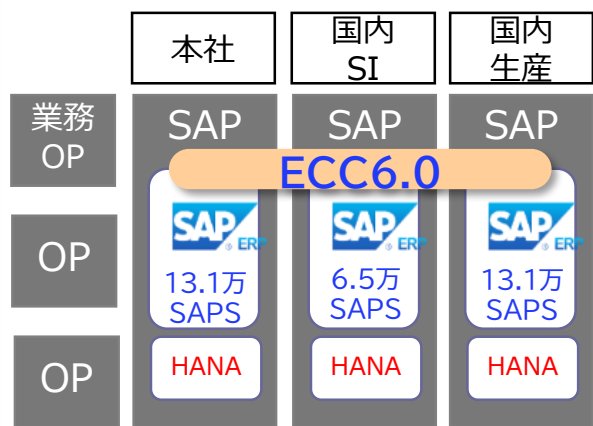 本社
国内
SI
国内
生産
業務
OP
SAP
SAP
SAP
ECC6.0
OP
SAP
® ERP
13.1万
SAPS
SAP
® ERP
6.5万
SAPS
SAP
® ERP
13.1万
SAPS
OP
HANA
HANA
HANA